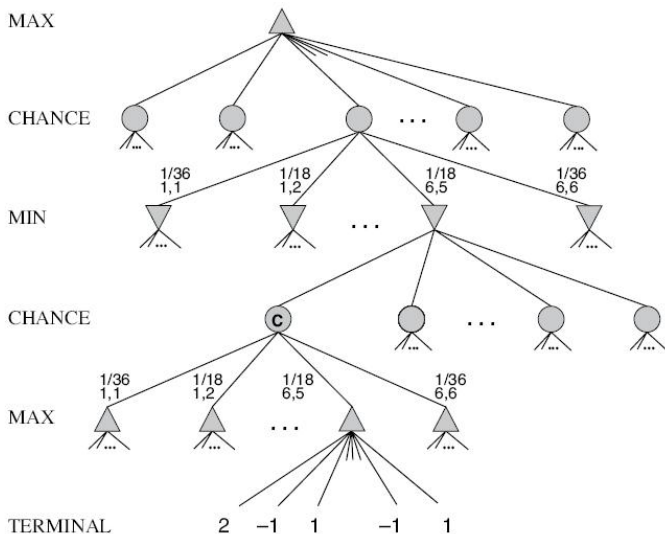 MAX
CHANCE
...
... ... ... ... ...
1/36 1/18 1/18 1/36
1,1 1,2 6,5 6,6
MIN
...
... ... ...
CHANCE
C
...
... ... ...
1/36 1/18 1/18 1/36
1,1 1,2 6,5 6,6
MAX
...
... ... ...
TERMINAL 2 –1 1 –1 1